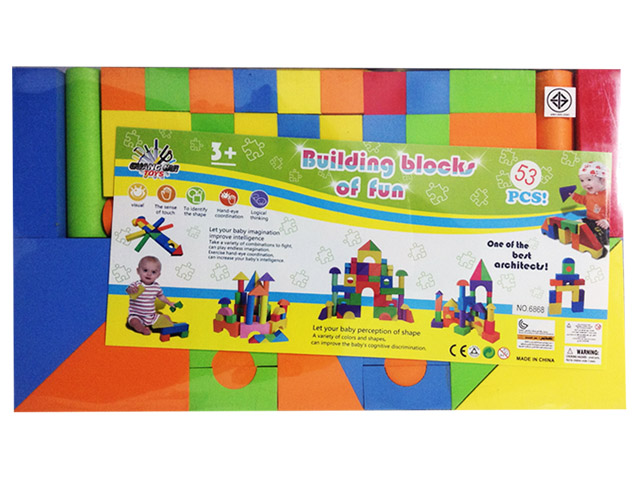 3+
Building blocks
of fun
53
PCS!
TOYS
visual
The sense
of touch
To identify
the shape
Hand-eye
coordination
Logical
thinking
Let your baby imagination
improve intelligence
Take a variety of combinations to fight,
can play endless imagination.
Exercise hand eye coordination,
can increase your baby's intelligence
One of the
best
architects!
NO.6868
Let your baby perception of shape
A variety of colors and shapes,
can improve the baby's cognitive discrimination.
CE
MADE IN CHINA
WARNING: